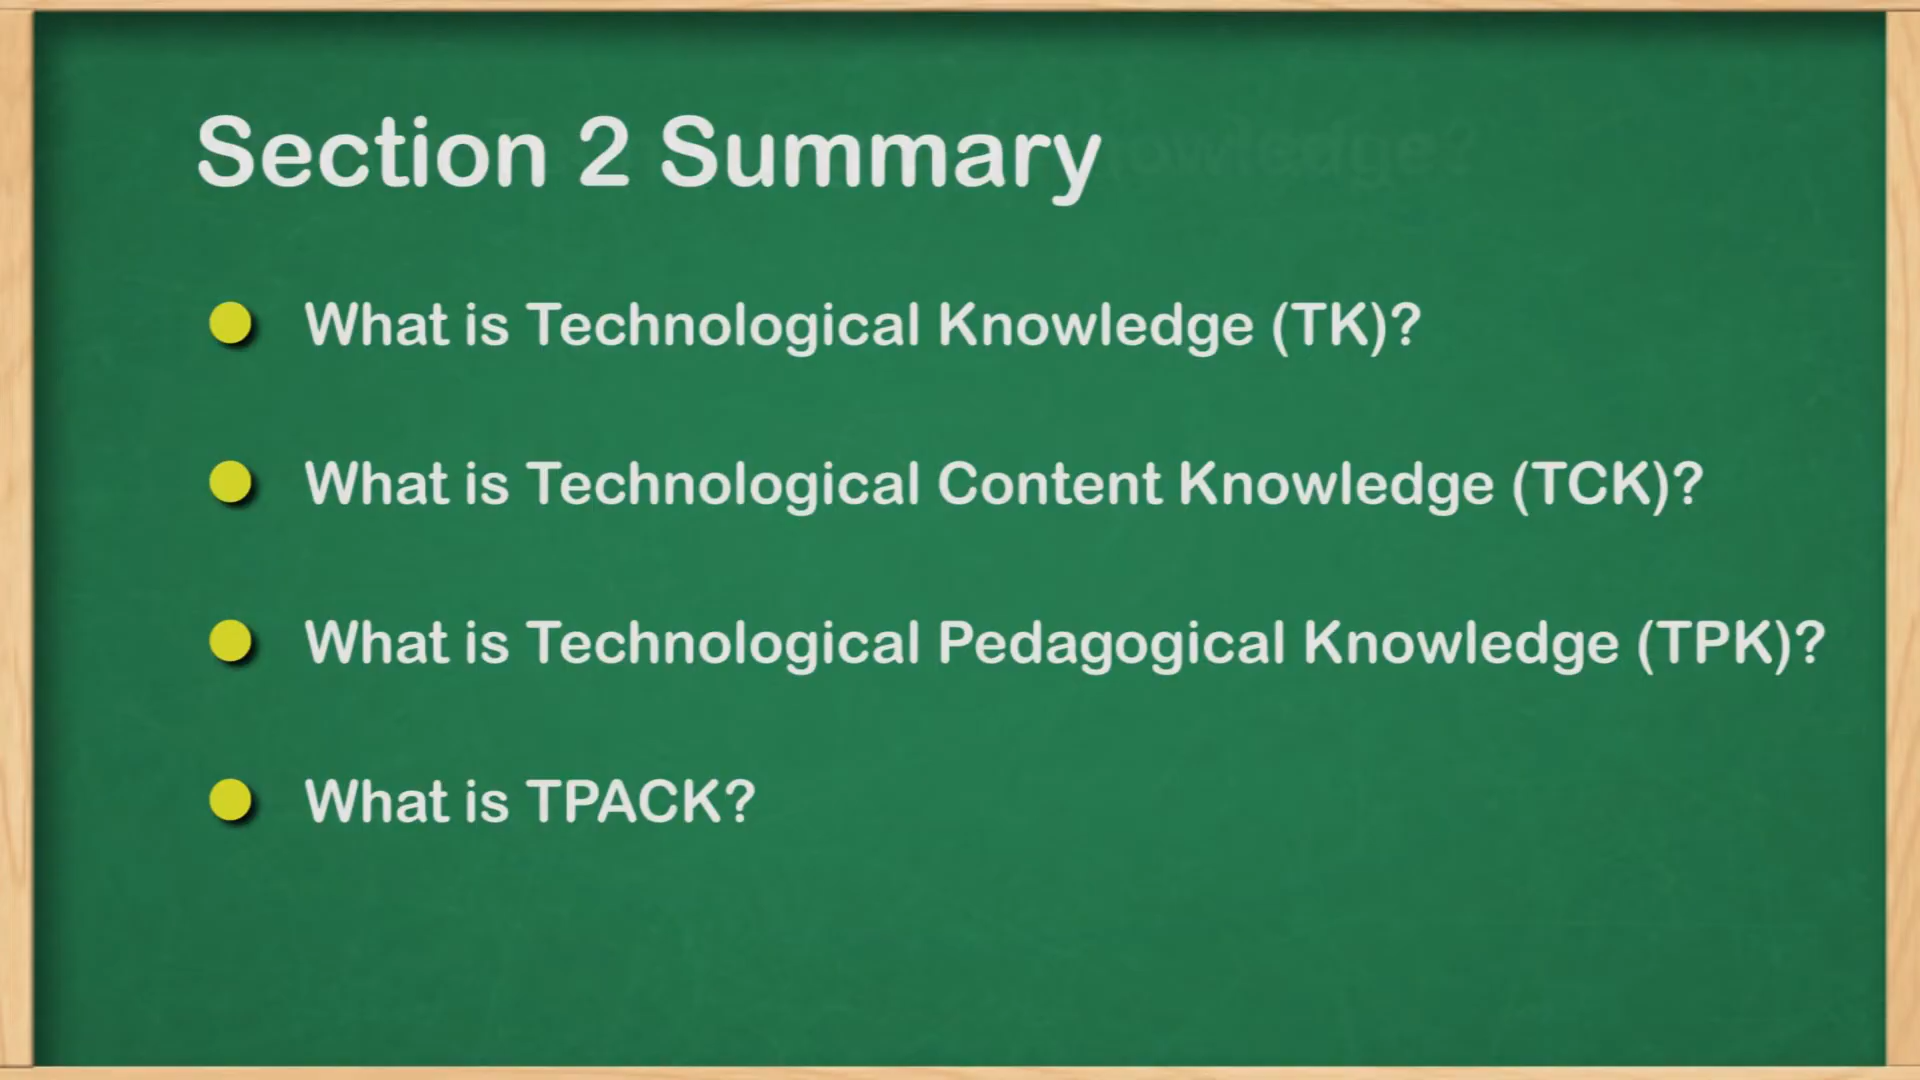 Section 2 Summary
What is Technological Knowledge (TK)?
What is Technological Content Knowledge (TCK)?
What is Technological Pedagogical Knowledge (TPK)?
What is TPACK?